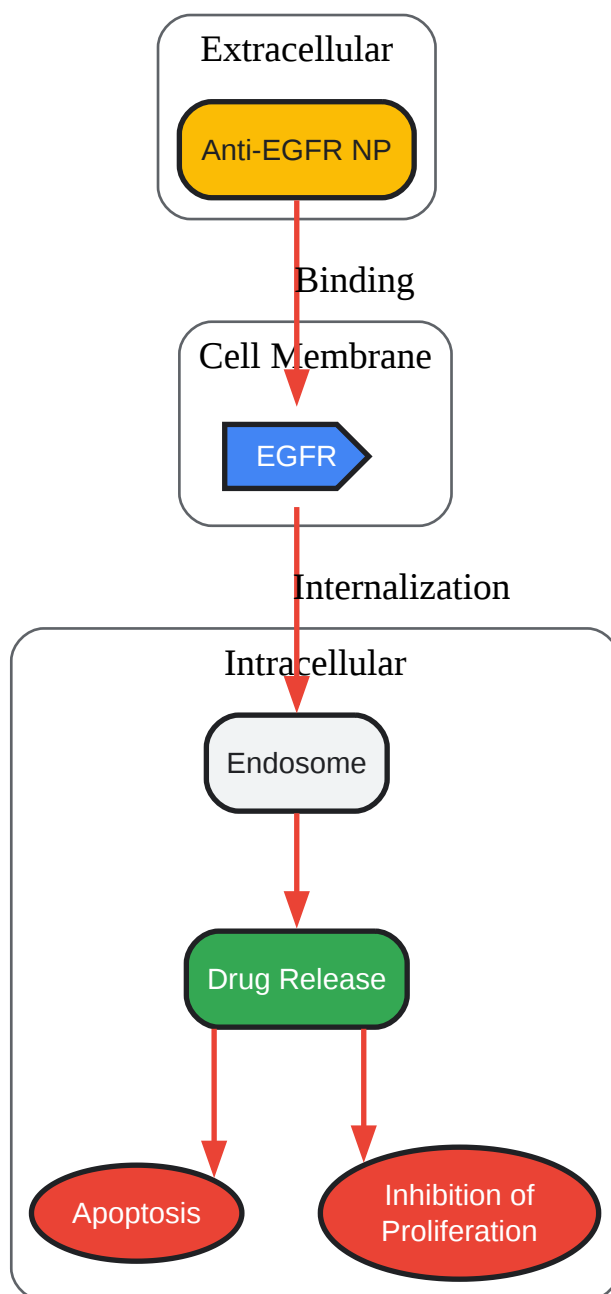 Extracellular
Anti-EGFR NP
Binding
Cell Membrane
EGFR
Internalization
Intracellular
Endosome
Drug Release
Apoptosis
Inhibition of
Proliferation